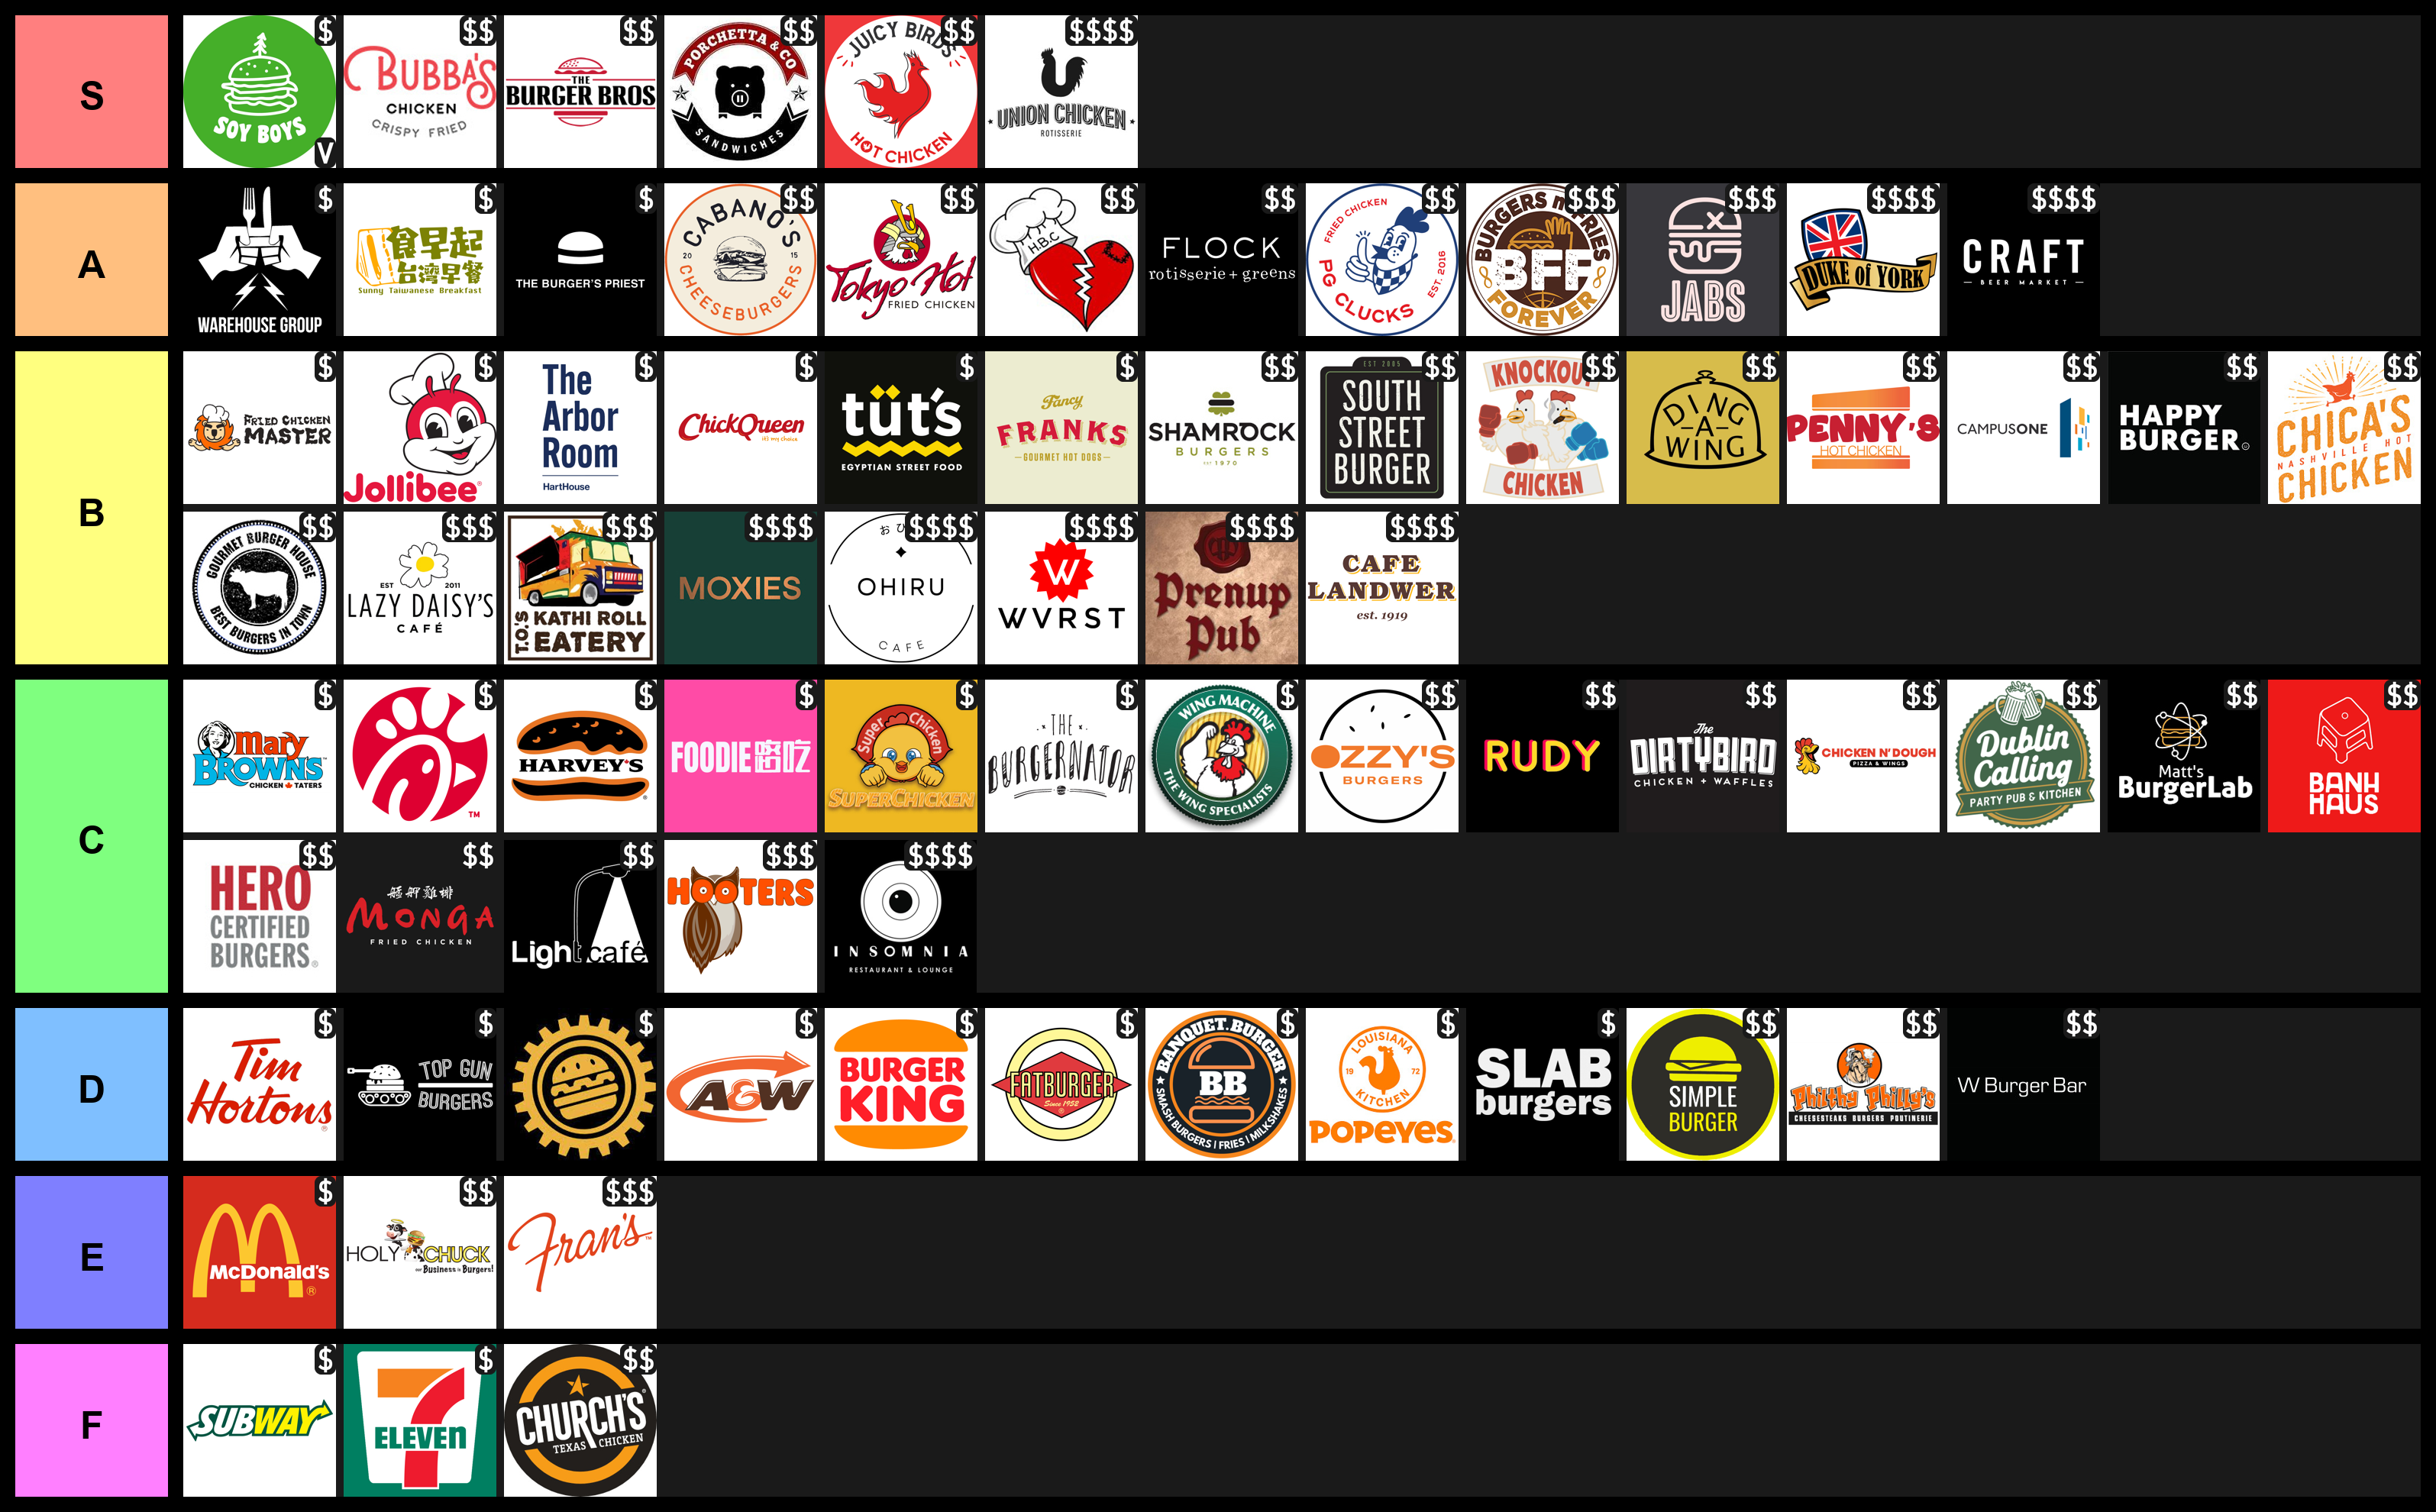 S
$
SOY BOYS
V
$$
BUBBA'S
CHICKEN
CRISPY FRIED
$$
THE
BURGER BROS
$$
PORCHETTA & CO
SANDWICHES
$$
JUICY BIRDS
HOT CHICKEN
$$$$
UNION CHICKEN
ROTISSERIE
A
$
WAREHOUSE GROUP
$
食早起
台湾早餐
Sunny Taiwanese Breakfast
$
THE BURGER'S PRIEST
$$
CABANO'S
20 15
CHEESEBURGERS
$$
Tokyo Hot
FRIED CHICKEN
$$
H.B.C
$$
FLOCK
rotisserie + greens
$$
FRIED CHICKEN
PG CLUCKS
EST. 2016
$$$
BURGERS n' FRIES
BFF
FOREVER
$$$
JABS
$$$$
DUKE of YORK
$$$$
CRAFT
BEER MARKET
B
$
FRIED CHICKEN
MASTER
$
Jollibee
$
The
Arbor
Room
HartHouse
$
ChickQueen
it's my choice
$
tüt's
EGYPTIAN STREET FOOD
$
Fancy
FRANKS
GOURMET HOT DOGS
$$
SHAMROCK
BURGERS
EST 1970
$$
EST 2005
SOUTH
STREET
BURGER
$$
KNOCKOUT
CHICKEN
$$
DING
-A-
WING
$$
PENNY'S
HOT CHICKEN
$$
CAMPUSONE
$$
HAPPY
BURGER
$$
CHICA'S
NASHVILLE HOT
CHICKEN
$$
GOURMET BURGER HOUSE
BEST BURGERS IN TOWN
$$$
EST 2011
LAZY DAISY'S
CAFÉ
$$$
T.O.'S KATHI ROLL
EATERY
$$$$
MOXIES
$$$$
おひ
OHIRU
CAFE
$$$$
W
WVRST
$$$$
Prenup
Pub
$$$$
CAFE
LANDWER
est. 1919
C
$
mary
BROWN'S
CHICKEN TATERS
$
TM
$
HARVEY'S
$
FOODIE 嚐吃
$
Super Chicken
SUPERCHICKEN
$
THE
BURGERNATOR
$
WING MACHINE
THE WING SPECIALISTS
$$
OZZY'S
BURGERS
$$
RUDY
$$
The
DIRTYBIRD
CHICKEN + WAFFLES
$$
CHICKEN N' DOUGH
PIZZA & WINGS
$$
Dublin
Calling
PARTY PUB & KITCHEN
$$
Matt's
BurgerLab
$$
BANH
HAUS
$$
HERO
CERTIFIED
BURGERS®
$$
艋舺雞排
MONGA
FRIED CHICKEN
$$
Light café
$$$
HOOTERS
$$$$
INSOMNIA
RESTAURANT & LOUNGE
D
$
Tim
Hortons®
$
TOP GUN
BURGERS
$
$
A&W
$
BURGER
KING
$
FATBURGER
Since 1952
$
BANQUET BURGER
BB
SMASH BURGERS | FRIES | MILKSHAKES
$
LOUISIANA
19 72
KITCHEN
POPEYES
$
SLAB
burgers
$$
SIMPLE
BURGER
$$
Philthy Philly's
CHEESESTEAKS BURGERS POUTINERIE
$$
W Burger Bar
E
$
McDonald's
®
$$
HOLY CHUCK
our Business is Burgers!
$$$
Fran's
F
$
SUBWAY
$
7
ELEVEn
$$
CHURCH'S
TEXAS CHICKEN